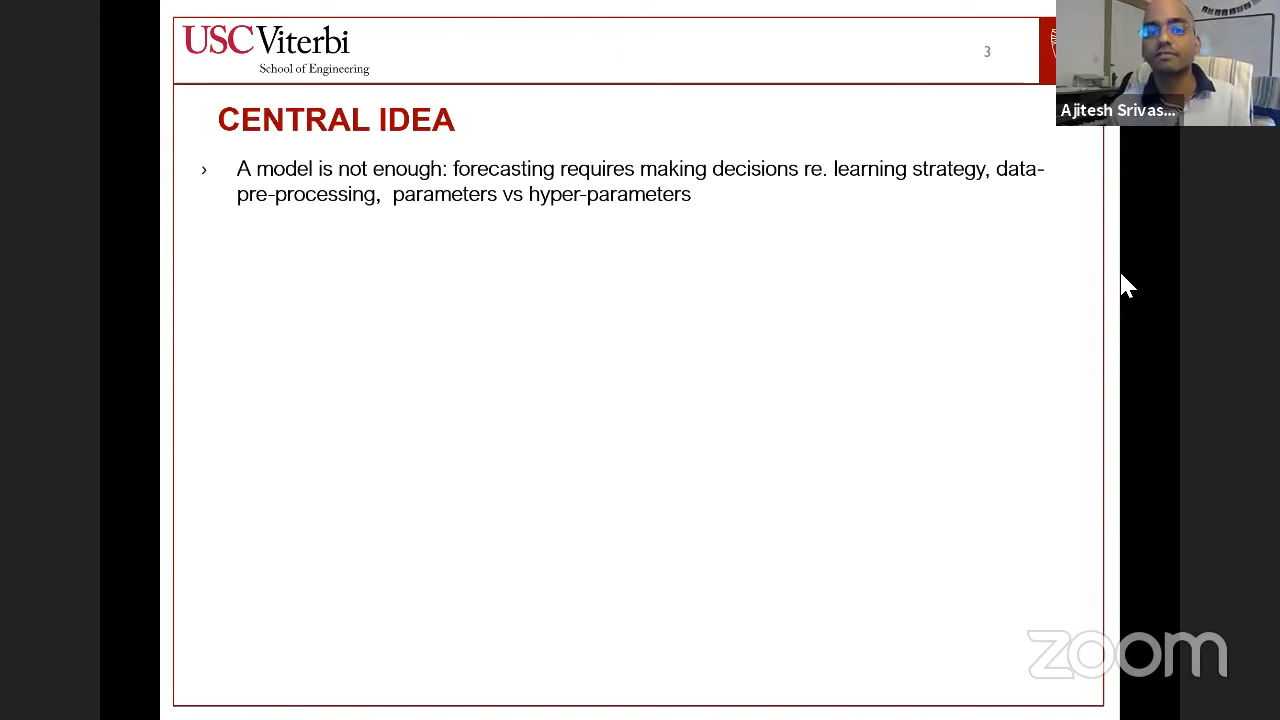 USC Viterbi
School of Engineering
3
Ajitesh Srivas...
CENTRAL IDEA
› A model is not enough: forecasting requires making decisions re. learning strategy, data-
pre-processing,  parameters vs hyper-parameters
zoom